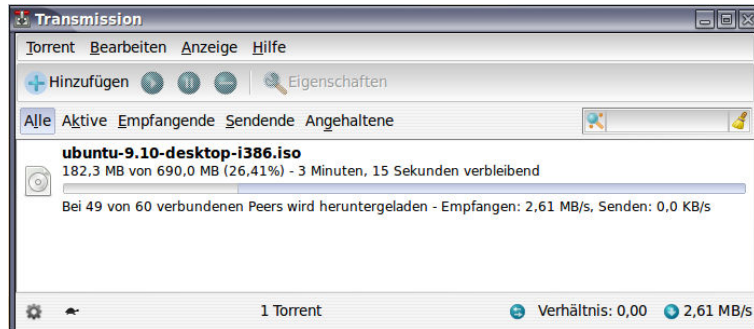 Transmission
Torrent Bearbeiten Anzeige Hilfe
Hinzufügen Eigenschaften
Alle Aktive Empfangende Sendende Angehaltene
ubuntu-9.10-desktop-i386.iso
182,3 MB von 690,0 MB (26,41%) - 3 Minuten, 15 Sekunden verbleibend
Bei 49 von 60 verbundenen Peers wird heruntergeladen - Empfangen: 2,61 MB/s, Senden: 0,0 KB/s
1 Torrent Verhältnis: 0,00 2,61 MB/s